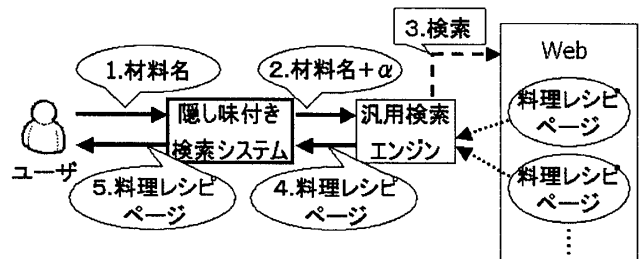 3.検索
Web
1.材料名
2.材料名+α
料理レシピ
ページ
隠し味付き
検索システム
汎用検索
エンジン
ユーザ
5.料理レシピ
ページ
4.料理レシピ
ページ
料理レシピ
ページ